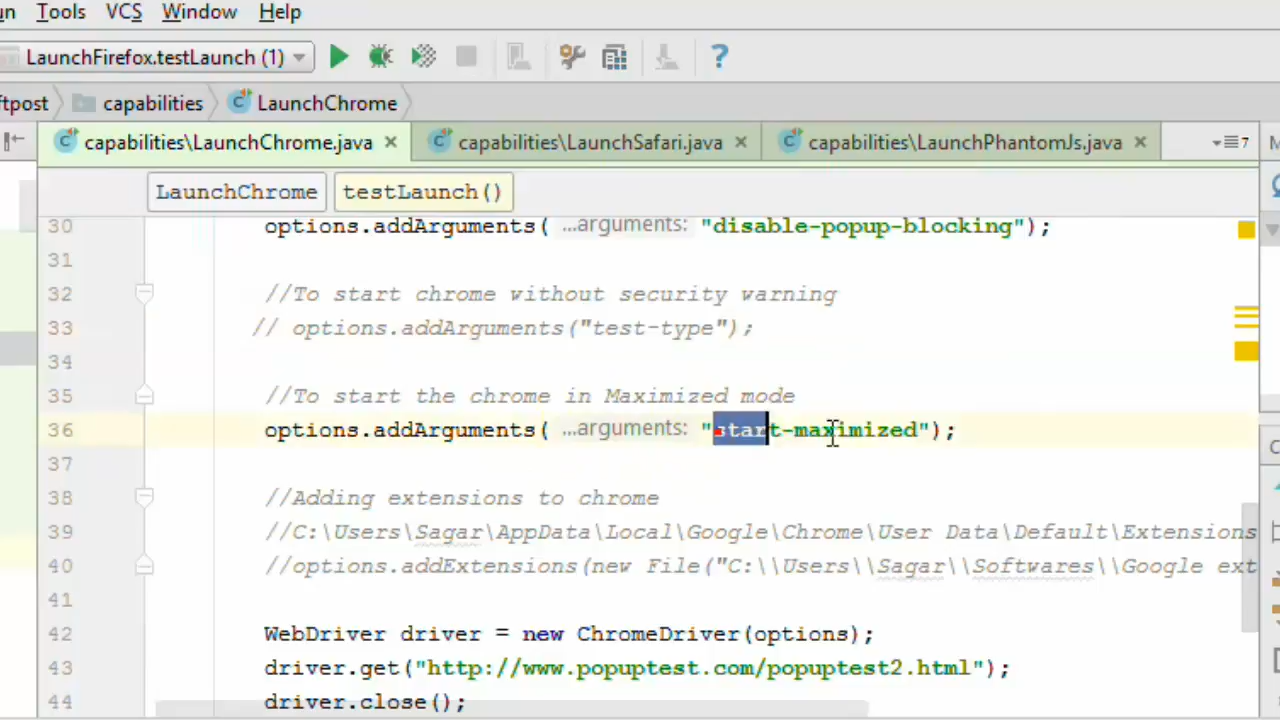 un Tools VCS Window Help
LaunchFirefox.testLaunch (1)
ftpost capabilities LaunchChrome
capabilities\LaunchChrome.java capabilities\LaunchSafari.java capabilities\LaunchPhantomJs.java 7
LaunchChrome testLaunch()
30 options.addArguments( ...arguments: "disable-popup-blocking");
31
32 //To start chrome without security warning
33 // options.addArguments("test-type");
34
35 //To start the chrome in Maximized mode
36 options.addArguments( ...arguments: "start-maximized");
37
38 //Adding extensions to chrome
39 //C:\Users\Sagar\AppData\Local\Google\Chrome\User Data\Default\Extensions
40 //options.addExtensions(new File("C:\\Users\\Sagar\\Softwares\\Google ext
41
42 WebDriver driver = new ChromeDriver(options);
43 driver.get("http://www.popuptest.com/popuptest2.html");
44 driver.close();